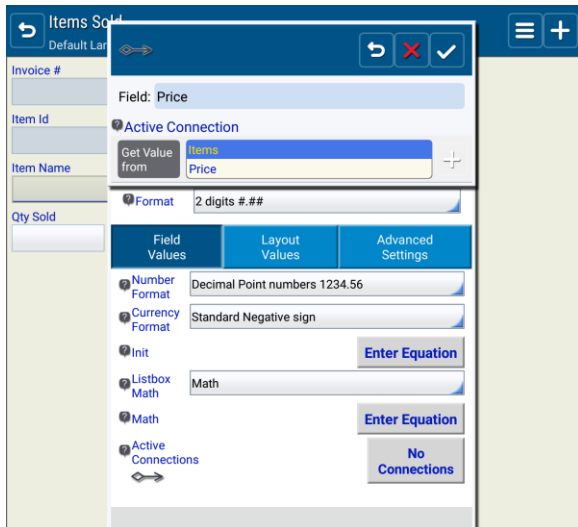 Items So
Default Lar
Invoice #
Item Id
Item Name
Qty Sold
Field: Price
Active Connection
Get Value from
Items
Price
Format
2 digits #.##
Field Values
Layout Values
Advanced Settings
Number Format
Decimal Point numbers 1234.56
Currency Format
Standard Negative sign
Init
Enter Equation
Listbox Math
Math
Math
Enter Equation
Active Connections
No Connections